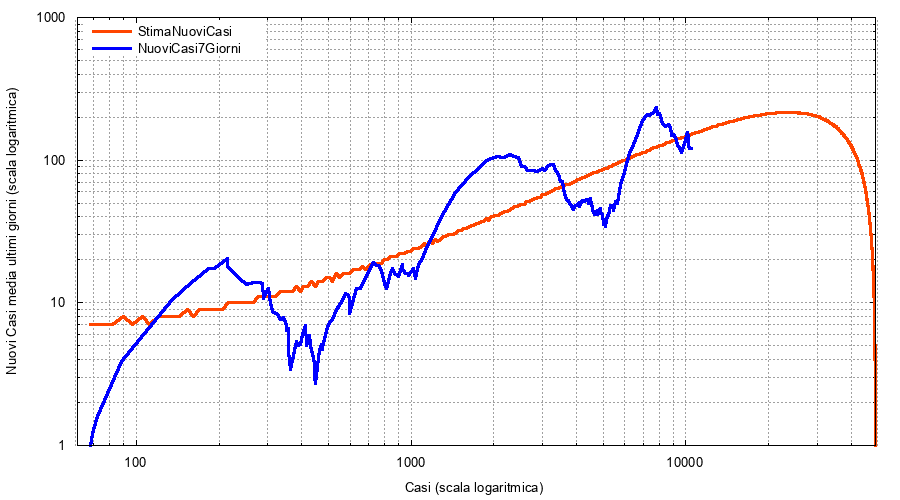 1000
StimaNuoviCasi
NuoviCasi7Giorni
100
10
1
100
1000
10000
Nuovi Casi media ultimi giorni (scala logaritmica)
Casi (scala logaritmica)